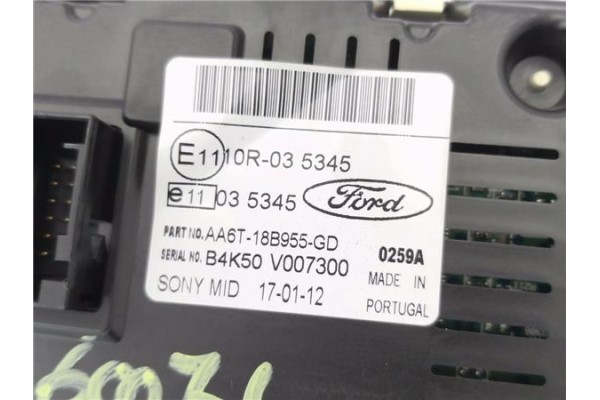 E11 10R-03 5345
e 11 03 5345 Ford
PART NO. AA6T-18B955-GD
SERIAL NO. B4K50 V007300 0259A
SONY MID 17-01-12 MADE IN
PORTUGAL